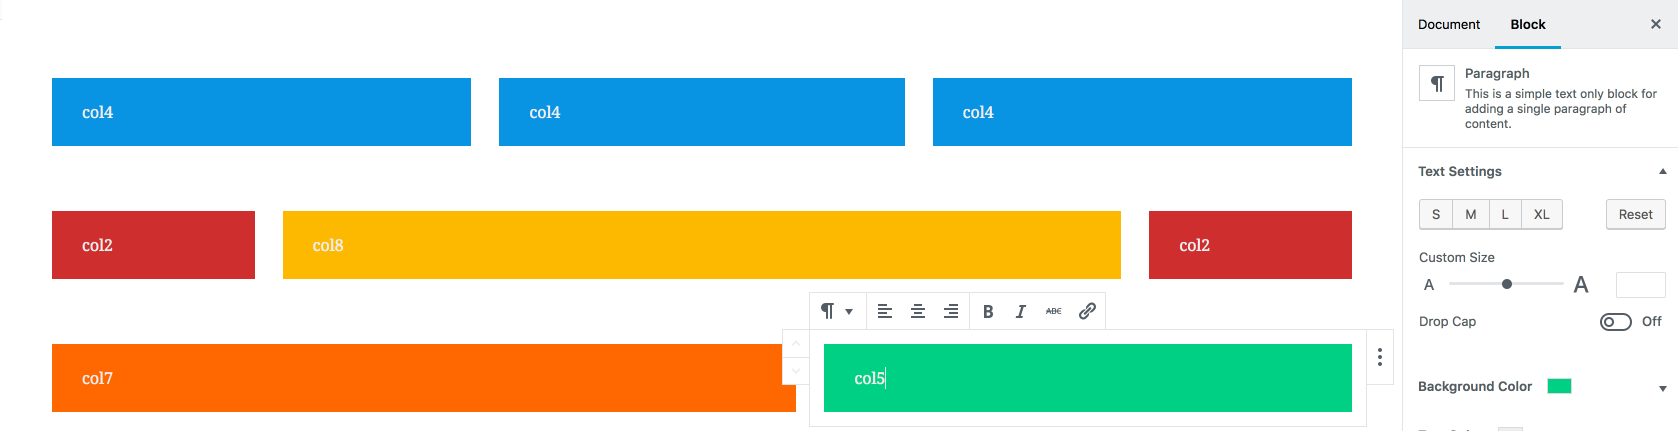 Document Block ×
Paragraph
This is a simple text only block for
adding a single paragraph of
content.
col4 col4 col4
Text Settings
S M L XL Reset
col2 col8 col2
Custom Size
A A
B I ABC
Drop Cap Off
col7 col5
Background Color